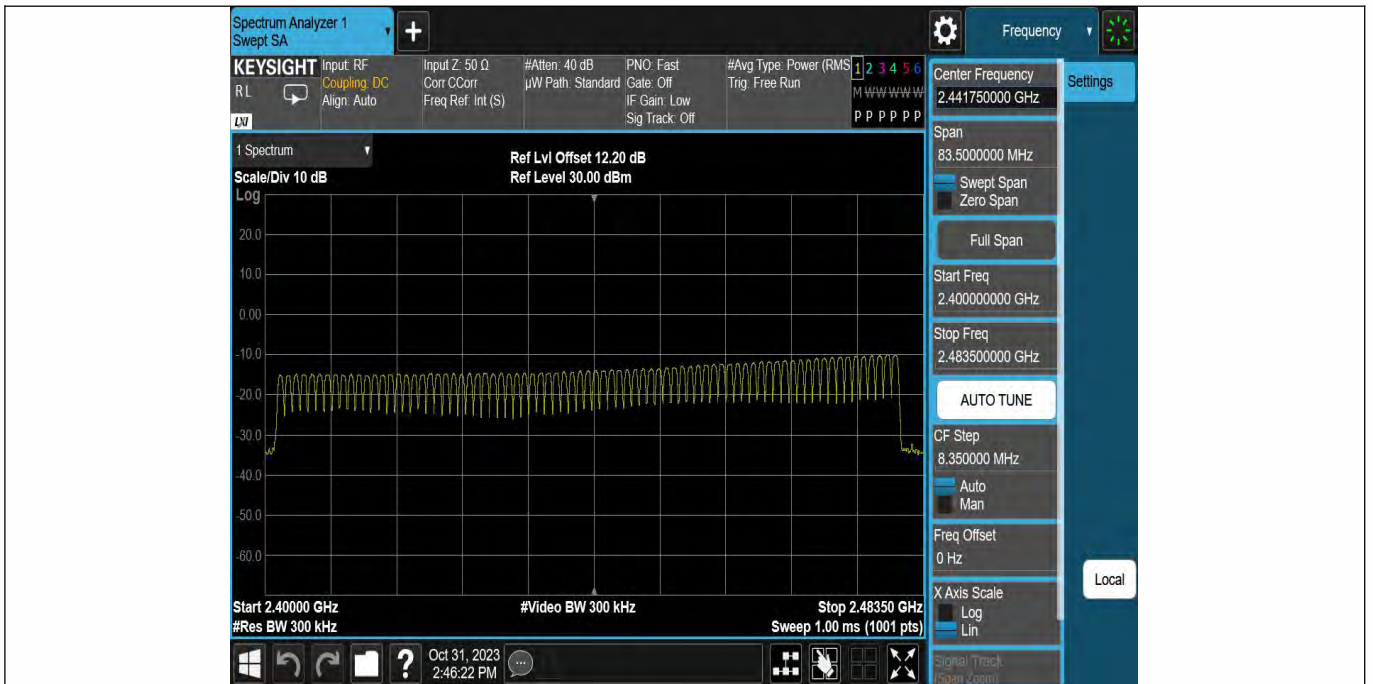 Spectrum Analyzer 1
Swept SA
+
Frequency
KEYSIGHT
RL
LXI
Input: RF
Coupling: DC
Align: Auto
Input Z: 50 Ω
Corr CCorr
Freq Ref: Int (S)
#Atten: 40 dB
µW Path: Standard
PNO: Fast
Gate: Off
IF Gain: Low
Sig Track: Off
#Avg Type: Power (RMS
Trig: Free Run
1 2 3 4 5 6
M W W W W W
P P P P P P
1 Spectrum
Scale/Div 10 dB
Ref Lvl Offset 12.20 dB
Ref Level 30.00 dBm
Log
20.0
10.0
0.00
-10.0
-20.0
-30.0
-40.0
-50.0
-60.0
Start 2.40000 GHz
#Res BW 300 kHz
#Video BW 300 kHz
Stop 2.48350 GHz
Sweep 1.00 ms (1001 pts)
Center Frequency
2.441750000 GHz
Settings
Span
83.5000000 MHz
Swept Span
Zero Span
Full Span
Start Freq
2.400000000 GHz
Stop Freq
2.483500000 GHz
AUTO TUNE
CF Step
8.350000 MHz
Auto
Man
Freq Offset
0 Hz
X Axis Scale
Log
Lin
Signal Track
(Span Zoom)
Local
?
Oct 31, 2023
2:46:22 PM